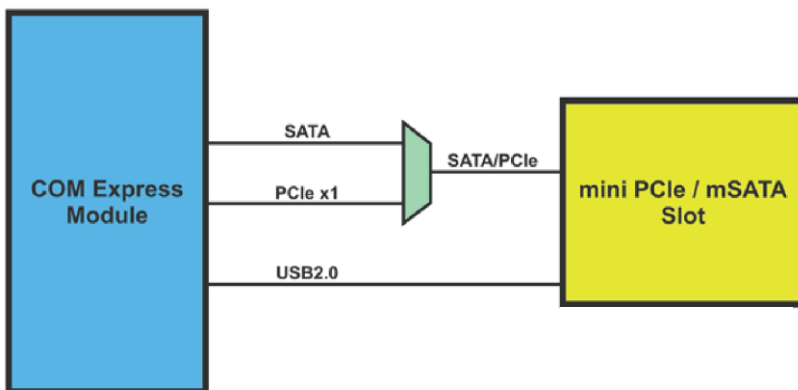 COM Express
Module
SATA
PCIe x1
USB2.0
SATA/PCIe
mini PCIe / mSATA
Slot